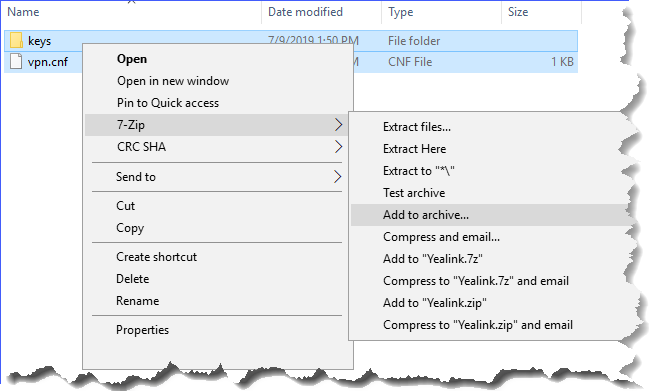 Name Date modified Type Size
keys 7/9/2019 1:50 PM File folder
vpn.cnf PM CNF File 1 KB
Open
Open in new window
Pin to Quick access
7-Zip
CRC SHA
Send to
Cut
Copy
Create shortcut
Delete
Rename
Properties
Extract files...
Extract Here
Extract to "*\"
Test archive
Add to archive...
Compress and email...
Add to "Yealink.7z"
Compress to "Yealink.7z" and email
Add to "Yealink.zip"
Compress to "Yealink.zip" and email